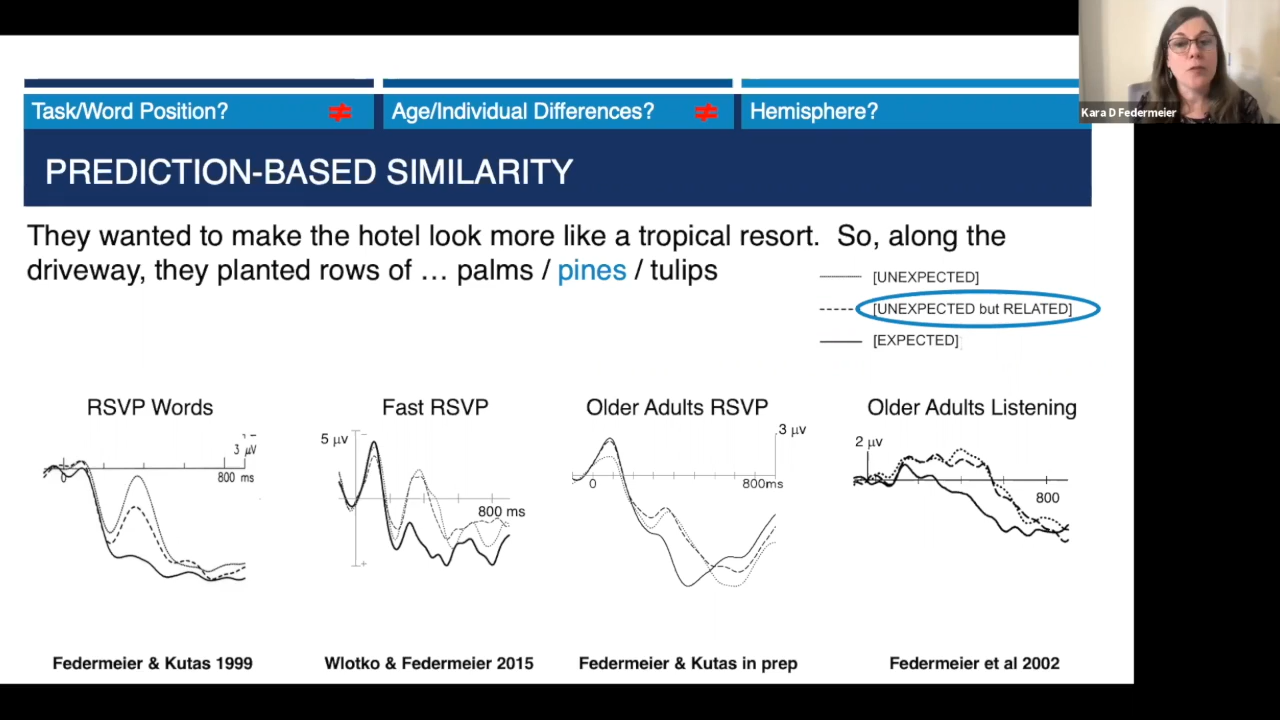 Task/Word Position? ≠ Age/Individual Differences? ≠ Hemisphere?
Kara D Federmeier
PREDICTION-BASED SIMILARITY
They wanted to make the hotel look more like a tropical resort. So, along the
driveway, they planted rows of … palms / pines / tulips
[UNEXPECTED]
[UNEXPECTED but RELATED]
[EXPECTED]
RSVP Words
3 μV
0
800 ms
Fast RSVP
5 μv
800 ms
+
Older Adults RSVP
3 μv
0
800ms
Older Adults Listening
2 μv
800
Federmeier & Kutas 1999
Wlotko & Federmeier 2015
Federmeier & Kutas in prep
Federmeier et al 2002